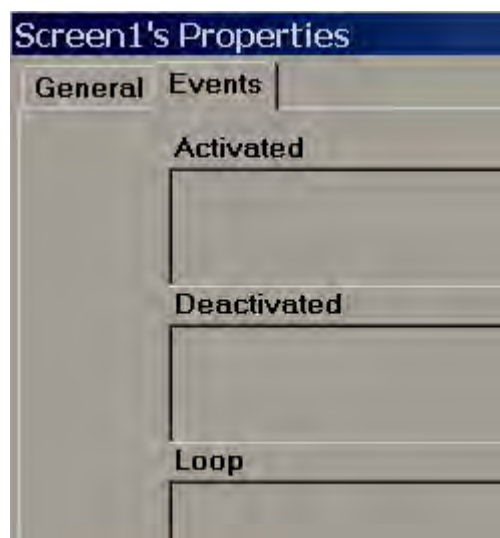 Screen1's Properties
General Events
Activated
Deactivated
Loop